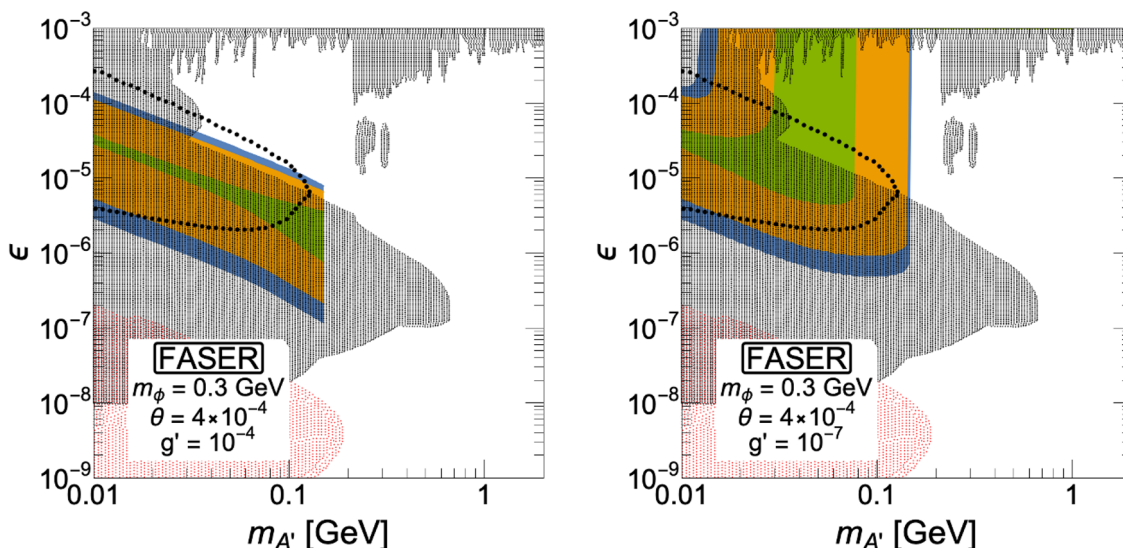 10⁻³
10⁻⁴
10⁻⁵
10⁻⁶
10⁻⁷
10⁻⁸
10⁻⁹
ϵ
FASER
m_ϕ = 0.3 GeV
θ = 4×10⁻⁴
g' = 10⁻⁴
0.01
0.1
1
m_A' [GeV]
10⁻³
10⁻⁴
10⁻⁵
10⁻⁶
10⁻⁷
10⁻⁸
10⁻⁹
ϵ
FASER
m_ϕ = 0.3 GeV
θ = 4×10⁻⁴
g' = 10⁻⁷
0.01
0.1
1
m_A' [GeV]